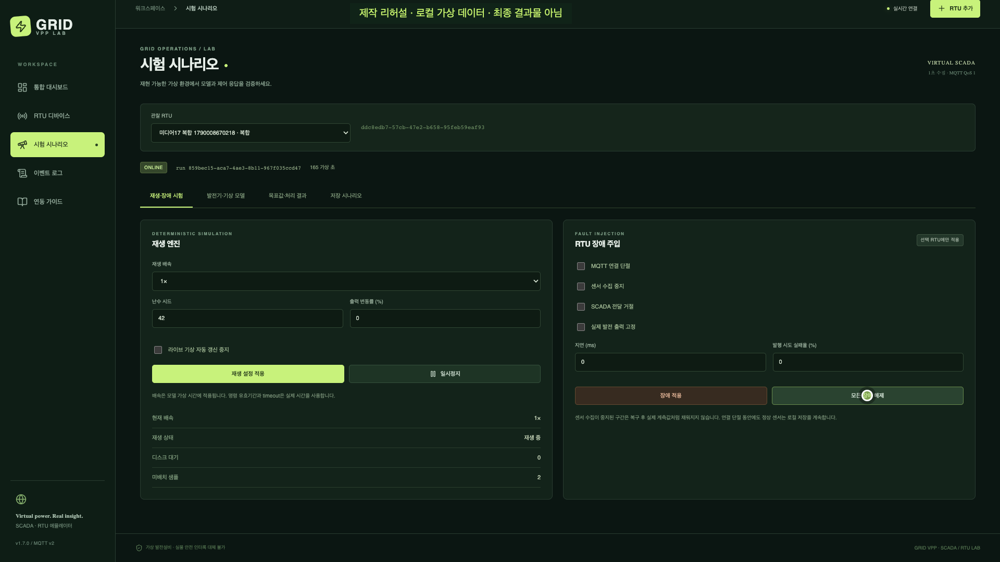 GRID
VPP LAB
WORKSPACE
통합 대시보드
RTU 디바이스
시험 시나리오
이벤트 로그
연동 가이드
Virtual power. Real insight.
SCADA · RTU 에뮬레이터
v1.7.0 / MQTT v2
워크스페이스
시험 시나리오
제작 리허설 · 로컬 가상 데이터 · 최종 결과물 아님
실시간 연결
RTU 추가
GRID OPERATIONS / LAB
시험 시나리오
재현 가능한 가상 환경에서 모델과 제어 응답을 검증하세요.
VIRTUAL SCADA
1초 수집 · MQTT QoS 1
관찰 RTU
미디어17 복합 1790008670218 · 복합
ddc8edb7-57cb-47e2-b658-95feb59eaf93
ONLINE
run 859bec15-aca7-4ae3-8b11-967f035ccd47
165 가상 초
재생·장애 시험
발전기·기상 모델
목표값·처리 결과
저장 시나리오
DETERMINISTIC SIMULATION
재생 엔진
재생 배속
1×
난수 시드
출력 변동률 (%)
42
0
라이브 기상 자동 갱신 중지
재생 설정 적용
일시정지
배속은 모델 가상 시간에 적용됩니다. 명령 유효기간과 timeout은 실제 시간을 사용합니다.
현재 배속
1×
재생 상태
재생 중
디스크 대기
0
미배치 샘플
2
FAULT INJECTION
RTU 장애 주입
선택 RTU에만 적용
MQTT 연결 단절
센서 수집 중지
SCADA 전달 거절
실제 발전 출력 고정
지연 (ms)
발행 시도 실패율 (%)
0
0
장애 적용
모든 장애 해제
센서 수집이 중지된 구간은 복구 후 실제 계측값처럼 채워지지 않습니다. 연결 단절 동안에도 정상 센서는 로컬 저장을 계속합니다.
가상 발전설비 · 실물 안전 인터록 대체 불가
GRID VPP · SCADA / RTU LAB